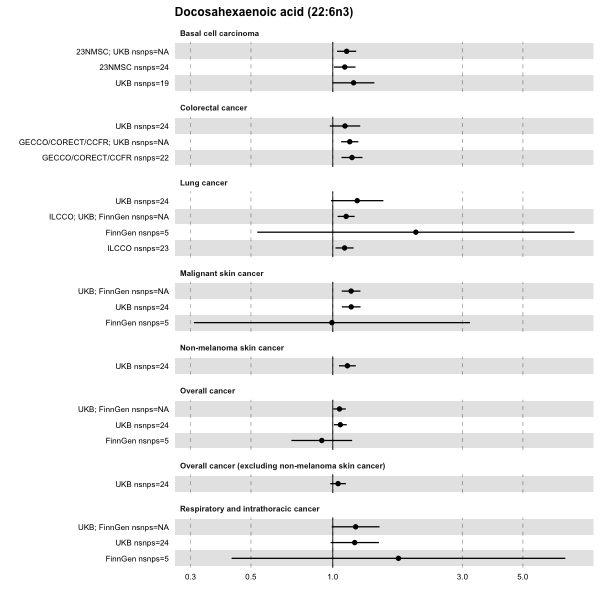 Docosahexaenoic acid (22:6n3)
Basal cell carcinoma
23NMSC; UKB nsnps=NA
23NMSC nsnps=24
UKB nsnps=19
Colorectal cancer
UKB nsnps=24
GECCO/CORECT/CCFR; UKB nsnps=NA
GECCO/CORECT/CCFR nsnps=22
Lung cancer
UKB nsnps=24
ILCCO; UKB; FinnGen nsnps=NA
FinnGen nsnps=5
ILCCO nsnps=23
Malignant skin cancer
UKB; FinnGen nsnps=NA
UKB nsnps=24
FinnGen nsnps=5
Non-melanoma skin cancer
UKB nsnps=24
Overall cancer
UKB; FinnGen nsnps=NA
UKB nsnps=24
FinnGen nsnps=5
Overall cancer (excluding non-melanoma skin cancer)
UKB nsnps=24
Respiratory and intrathoracic cancer
UKB; FinnGen nsnps=NA
UKB nsnps=24
FinnGen nsnps=5
0.3 0.5 1.0 3.0 5.0